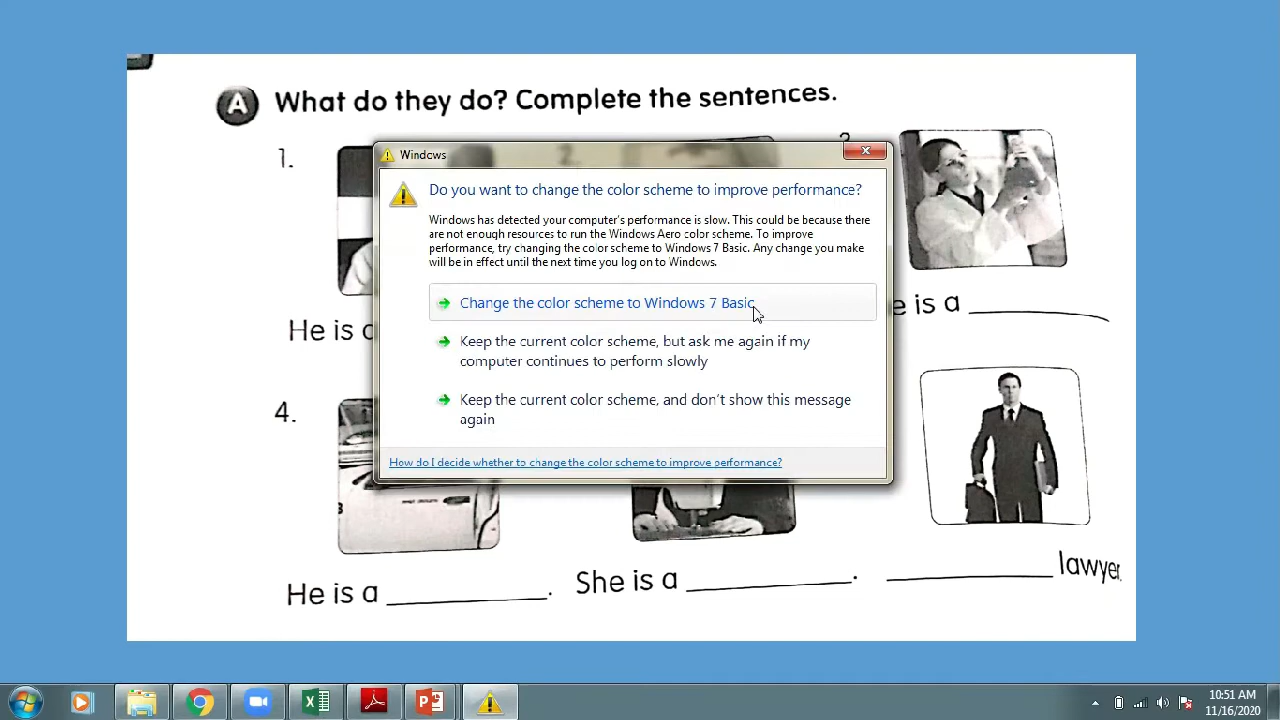 A What do they do? Complete the sentences.
1.
Windows
Do you want to change the color scheme to improve performance?
Windows has detected your computer's performance is slow. This could be because there
are not enough resources to run the Windows Aero color scheme. To improve
performance, try changing the color scheme to Windows 7 Basic. Any change you make
will be in effect until the next time you log on to Windows.
Change the color scheme to Windows 7 Basic
Keep the current color scheme, but ask me again if my
computer continues to perform slowly
Keep the current color scheme, and don't show this message
again
How do I decide whether to change the color scheme to improve performance?
He is a
is a
4.
He is a ________. She is a ________. ________ lawyer.
10:51 AM
11/16/2020